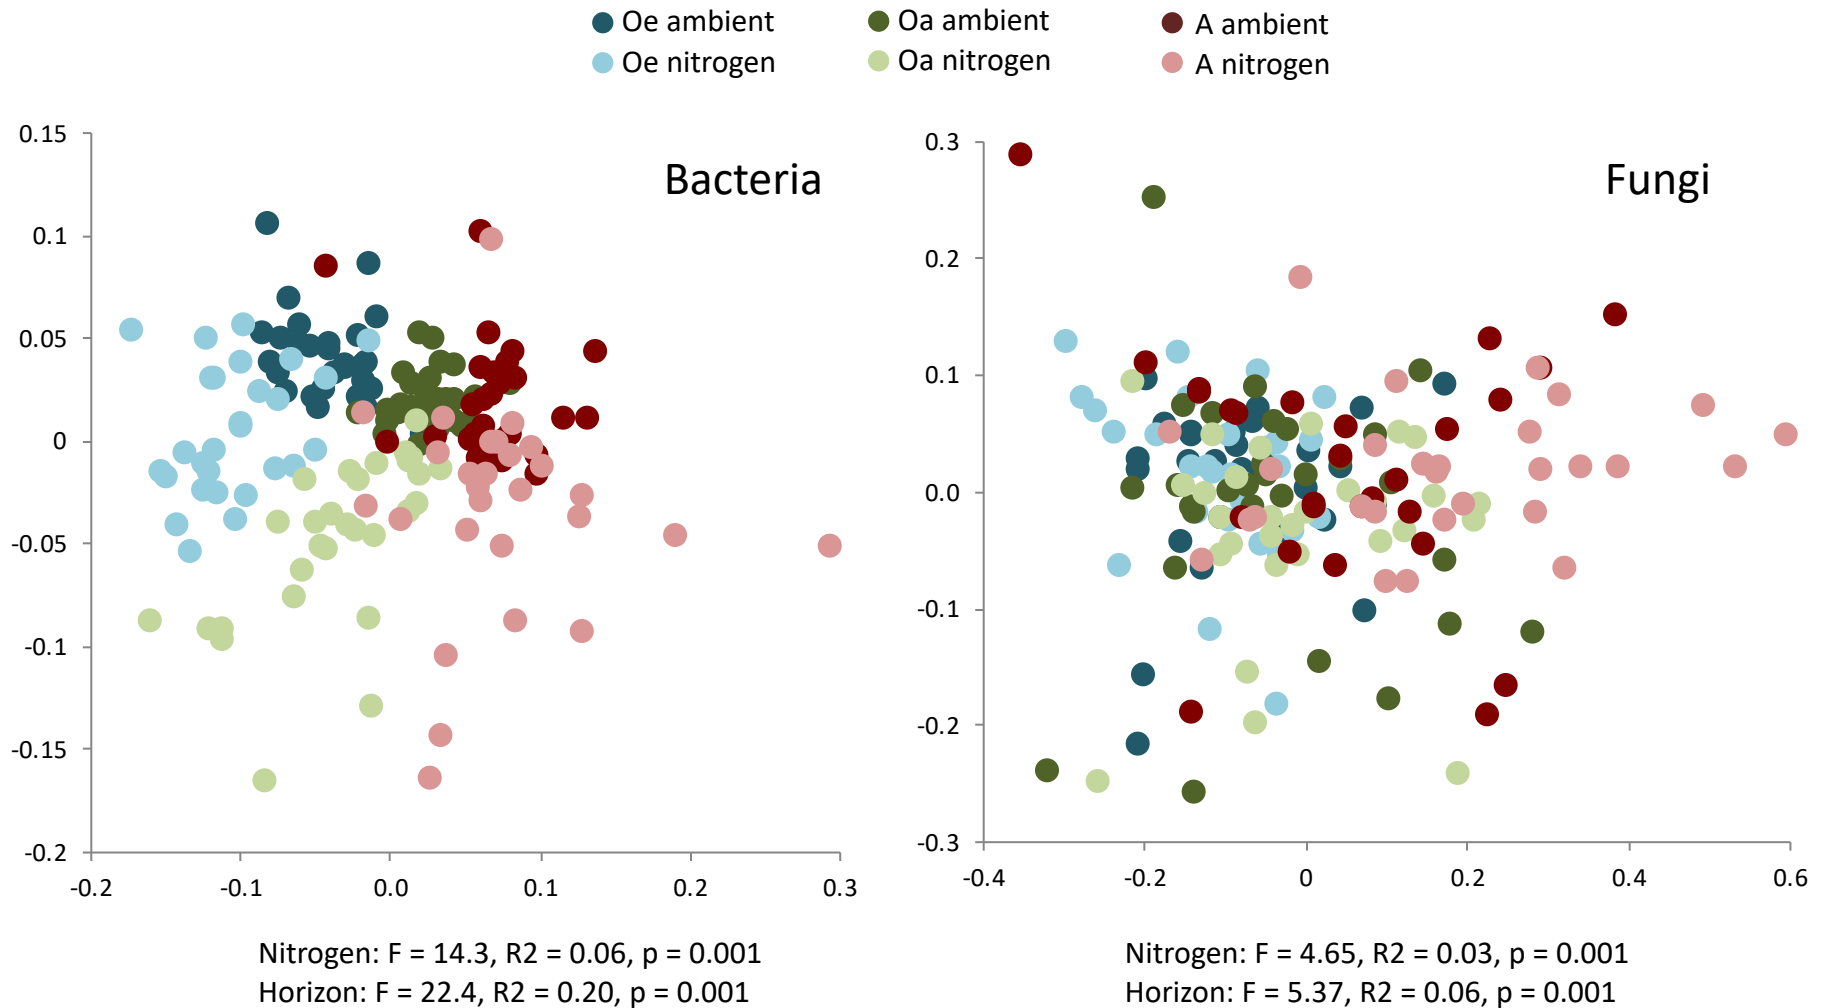 Oe ambient
Oa ambient
A ambient
Oe nitrogen
Oa nitrogen
A nitrogen
Bacteria
0.15
0.1
0.05
0
-0.05
-0.1
-0.15
-0.2
-0.2
-0.1
0.0
0.1
0.2
0.3
Nitrogen: F = 14.3, R2 = 0.06, p = 0.001
Horizon: F = 22.4, R2 = 0.20, p = 0.001
Fungi
0.3
0.2
0.1
0.0
-0.1
-0.2
-0.3
-0.4
-0.2
0
0.2
0.4
0.6
Nitrogen: F = 4.65, R2 = 0.03, p = 0.001
Horizon: F = 5.37, R2 = 0.06, p = 0.001